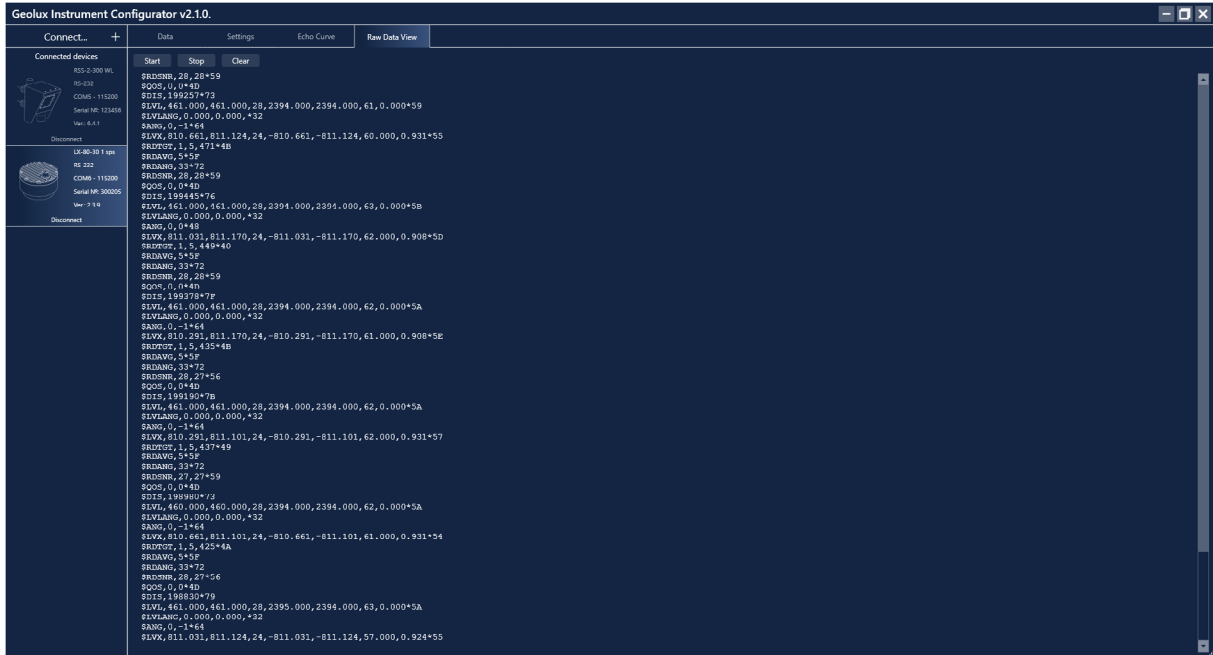 Geolux Instrument Configurator v2.1.0.
Connect... +
Data Settings Echo Curve Raw Data View
Connected devices
RSS-2-300 WL
RS-232
COM5 - 115200
Serial №: 123456
Ver.: 6.4.1
Disconnect
LX-80-30 1 sps
RS-232
COM6 - 115200
Serial №: 300205
Ver.: 2.3.9
Disconnect
Start Stop Clear
$RDSNR,28,28*59
$QOS,0,0*4D
$DIS,199257*73
$LVL,461.000,461.000,28,2394.000,2394.000,61,0.000*59
$LVLANG,0.000,0.000,*32
$ANG,0,-1*64
$LVX,810.661,811.124,24,-810.661,-811.124,60.000,0.931*55
$RDTGT,1,5,471*4B
$RDAVG,5*5F
$RDANG,33*72
$RDSNR,28,28*59
$QOS,0,0*4D
$DIS,199445*76
$LVL,461.000,461.000,28,2394.000,2394.000,63,0.000*5B
$LVLANG,0.000,0.000,*32
$ANG,0,0*48
$LVX,811.031,811.170,24,-811.031,-811.170,62.000,0.908*5D
$RDTGT,1,5,449*40
$RDAVG,5*5F
$RDANG,33*72
$RDSNR,28,28*59
$QOS,0,0*4D
$DIS,199378*7F
$LVL,461.000,461.000,28,2394.000,2394.000,62,0.000*5A
$LVLANG,0.000,0.000,*32
$ANG,0,-1*64
$LVX,810.291,811.170,24,-810.291,-811.170,61.000,0.908*5E
$RDTGT,1,5,435*4B
$RDAVG,5*5F
$RDANG,33*72
$RDSNR,28,27*56
$QOS,0,0*4D
$DIS,199190*7B
$LVL,461.000,461.000,28,2394.000,2394.000,62,0.000*5A
$LVLANG,0.000,0.000,*32
$ANG,0,-1*64
$LVX,810.291,811.101,24,-810.291,-811.101,62.000,0.931*57
$RDTGT,1,5,437*49
$RDAVG,5*5F
$RDANG,33*72
$RDSNR,27,27*59
$QOS,0,0*4D
$DIS,198980*73
$LVL,460.000,460.000,28,2394.000,2394.000,62,0.000*5A
$LVLANG,0.000,0.000,*32
$ANG,0,-1*64
$LVX,810.661,811.101,24,-810.661,-811.101,61.000,0.931*54
$RDTGT,1,5,425*4A
$RDAVG,5*5F
$RDANG,33*72
$RDSNR,28,27*56
$QOS,0,0*4D
$DIS,198830*79
$LVL,461.000,461.000,28,2395.000,2394.000,63,0.000*5A
$LVLANG,0.000,0.000,*32
$ANG,0,-1*64
$LVX,811.031,811.124,24,-811.031,-811.124,57.000,0.924*55